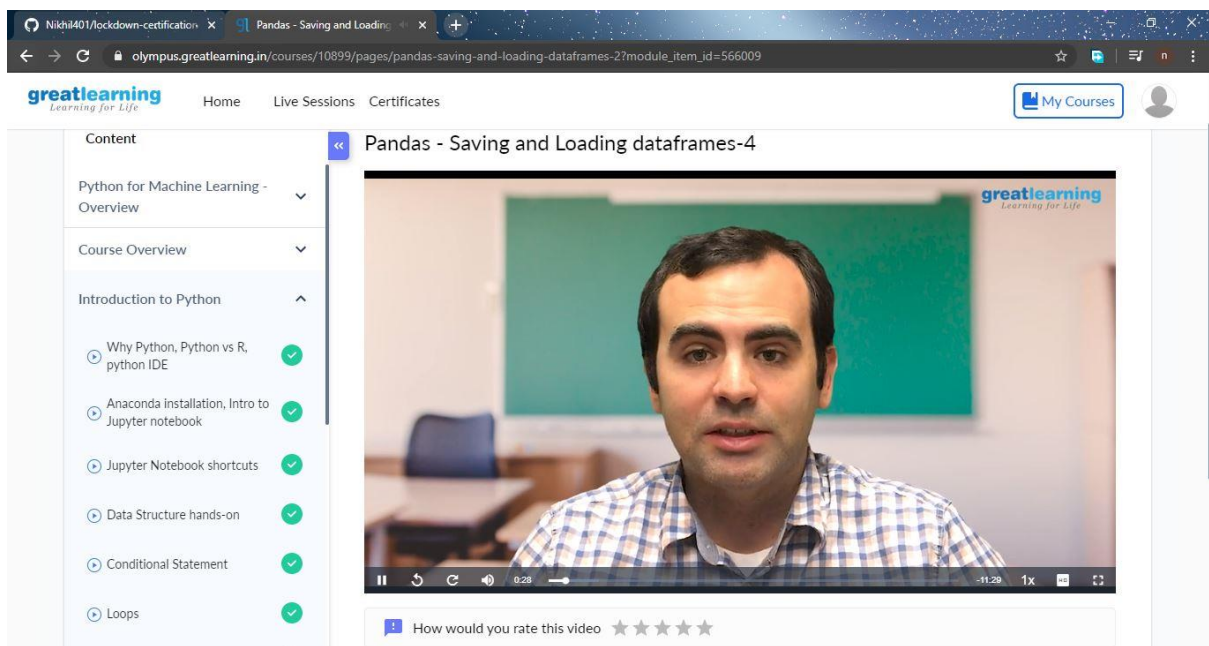 Nikhil401/lockdown-certification
Pandas - Saving and Loading
olympus.greatlearning.in/courses/10899/pages/pandas-saving-and-loading-dataframes-2?module_item_id=566009
n
greatlearning
Learning for Life
Home
Live Sessions
Certificates
My Courses
Content
Pandas - Saving and Loading dataframes-4
Python for Machine Learning -
Overview
Course Overview
Introduction to Python
Why Python, Python vs R,
python IDE
Anaconda installation, Intro to
Jupyter notebook
Jupyter Notebook shortcuts
Data Structure hands-on
Conditional Statement
Loops
greatlearning
Learning for Life
0:28
-11:29
1x
How would you rate this video